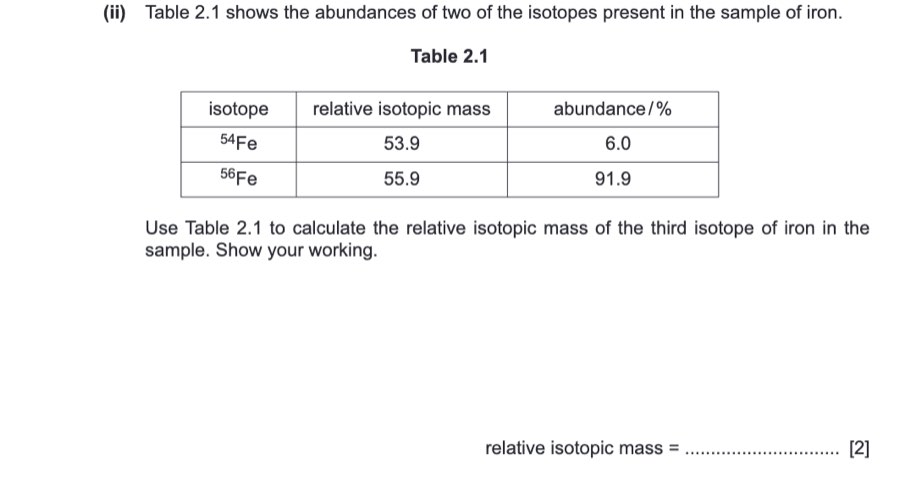 (ii) Table 2.1 shows the abundances of two of the isotopes present in the sample of iron.
Table 2.1
isotope relative isotopic mass abundance/%
⁵⁴Fe 53.9 6.0
⁵⁶Fe 55.9 91.9
Use Table 2.1 to calculate the relative isotopic mass of the third isotope of iron in the
sample. Show your working.
relative isotopic mass = .............................. [2]